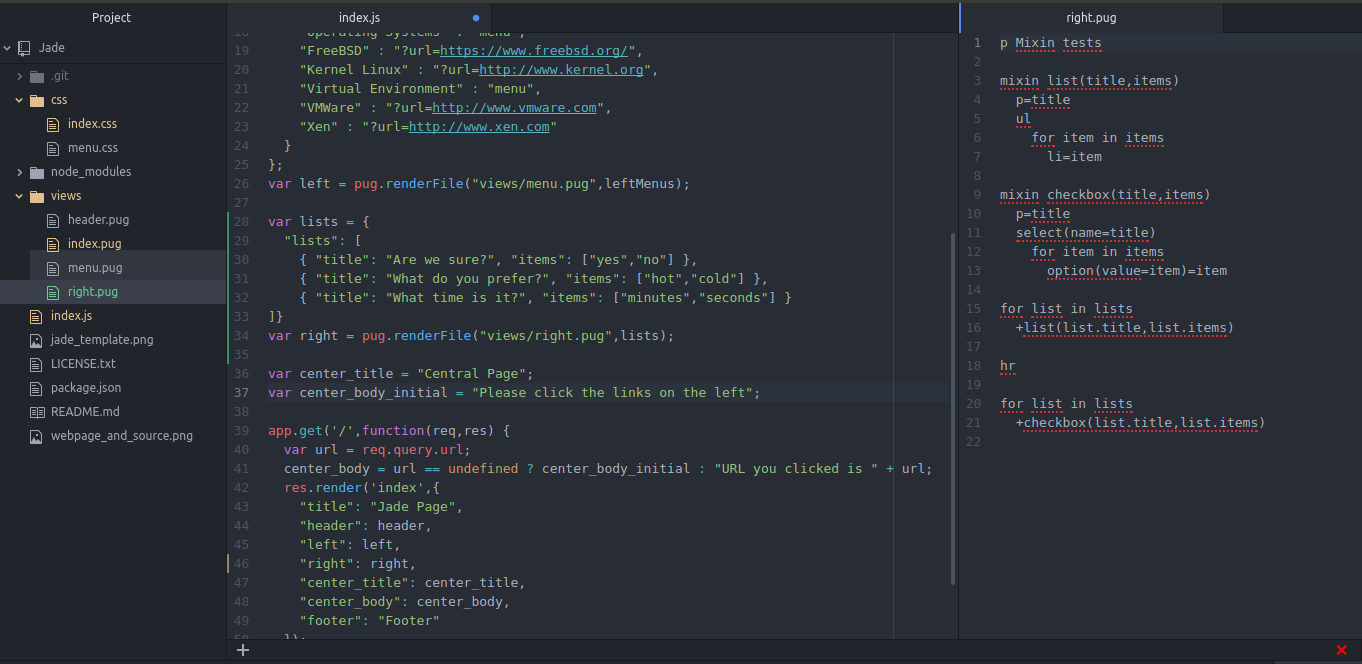 Project
Jade
.git
css
index.css
menu.css
node_modules
views
header.pug
index.pug
menu.pug
right.pug
index.js
jade_template.png
LICENSE.txt
package.json
README.md
webpage_and_source.png
index.js
18 "Operating Systems" : "menu",
19 "FreeBSD" : "?url=https://www.freebsd.org/",
20 "Kernel Linux" : "?url=http://www.kernel.org",
21 "Virtual Environment" : "menu",
22 "VMWare" : "?url=http://www.vmware.com",
23 "Xen" : "?url=http://www.xen.com"
24 }
25 };
26 var left = pug.renderFile("views/menu.pug",leftMenus);
27
28 var lists = {
29 "lists": [
30 { "title": "Are we sure?", "items": ["yes","no"] },
31 { "title": "What do you prefer?", "items": ["hot","cold"] },
32 { "title": "What time is it?", "items": ["minutes","seconds"] }
33 ]}
34 var right = pug.renderFile("views/right.pug",lists);
35
36 var center_title = "Central Page";
37 var center_body_initial = "Please click the links on the left";
38
39 app.get('/',function(req,res) {
40 var url = req.query.url;
41 center_body = url == undefined ? center_body_initial : "URL you clicked is " + url;
42 res.render('index',{
43 "title": "Jade Page",
44 "header": header,
45 "left": left,
46 "right": right,
47 "center_title": center_title,
48 "center_body": center_body,
49 "footer": "Footer"
50 });
right.pug
1 p Mixin tests
2
3 mixin list(title,items)
4 p=title
5 ul
6 for item in items
7 li=item
8
9 mixin checkbox(title,items)
10 p=title
11 select(name=title)
12 for item in items
13 option(value=item)=item
14
15 for list in lists
16 +list(list.title,list.items)
17
18 hr
19
20 for list in lists
21 +checkbox(list.title,list.items)
22